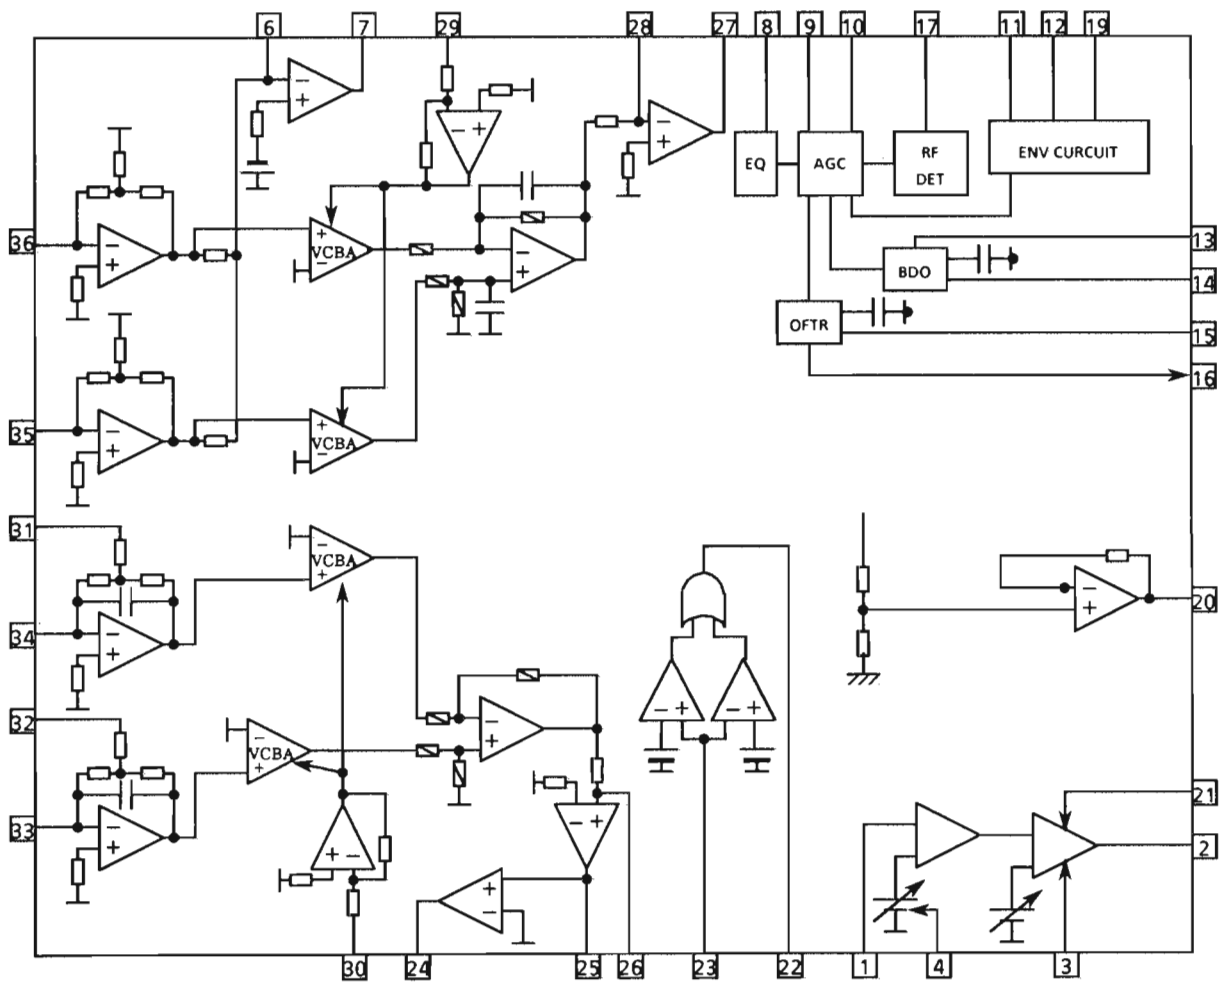 6 7 29 28 27 8 9 10 17 11 12 19
− +
− +
− +
EQ AGC RF DET ENV CURCUIT
36 − + + VCBA − − + BDO 13
14
OFTR 15
16
35 − + + VCBA −
31 − VCBA +
34 − + − + 20
32 − + − + − +
33 − + − VCBA + − + 21
+ − + − 2
30 24 25 26 23 22 1 4 3